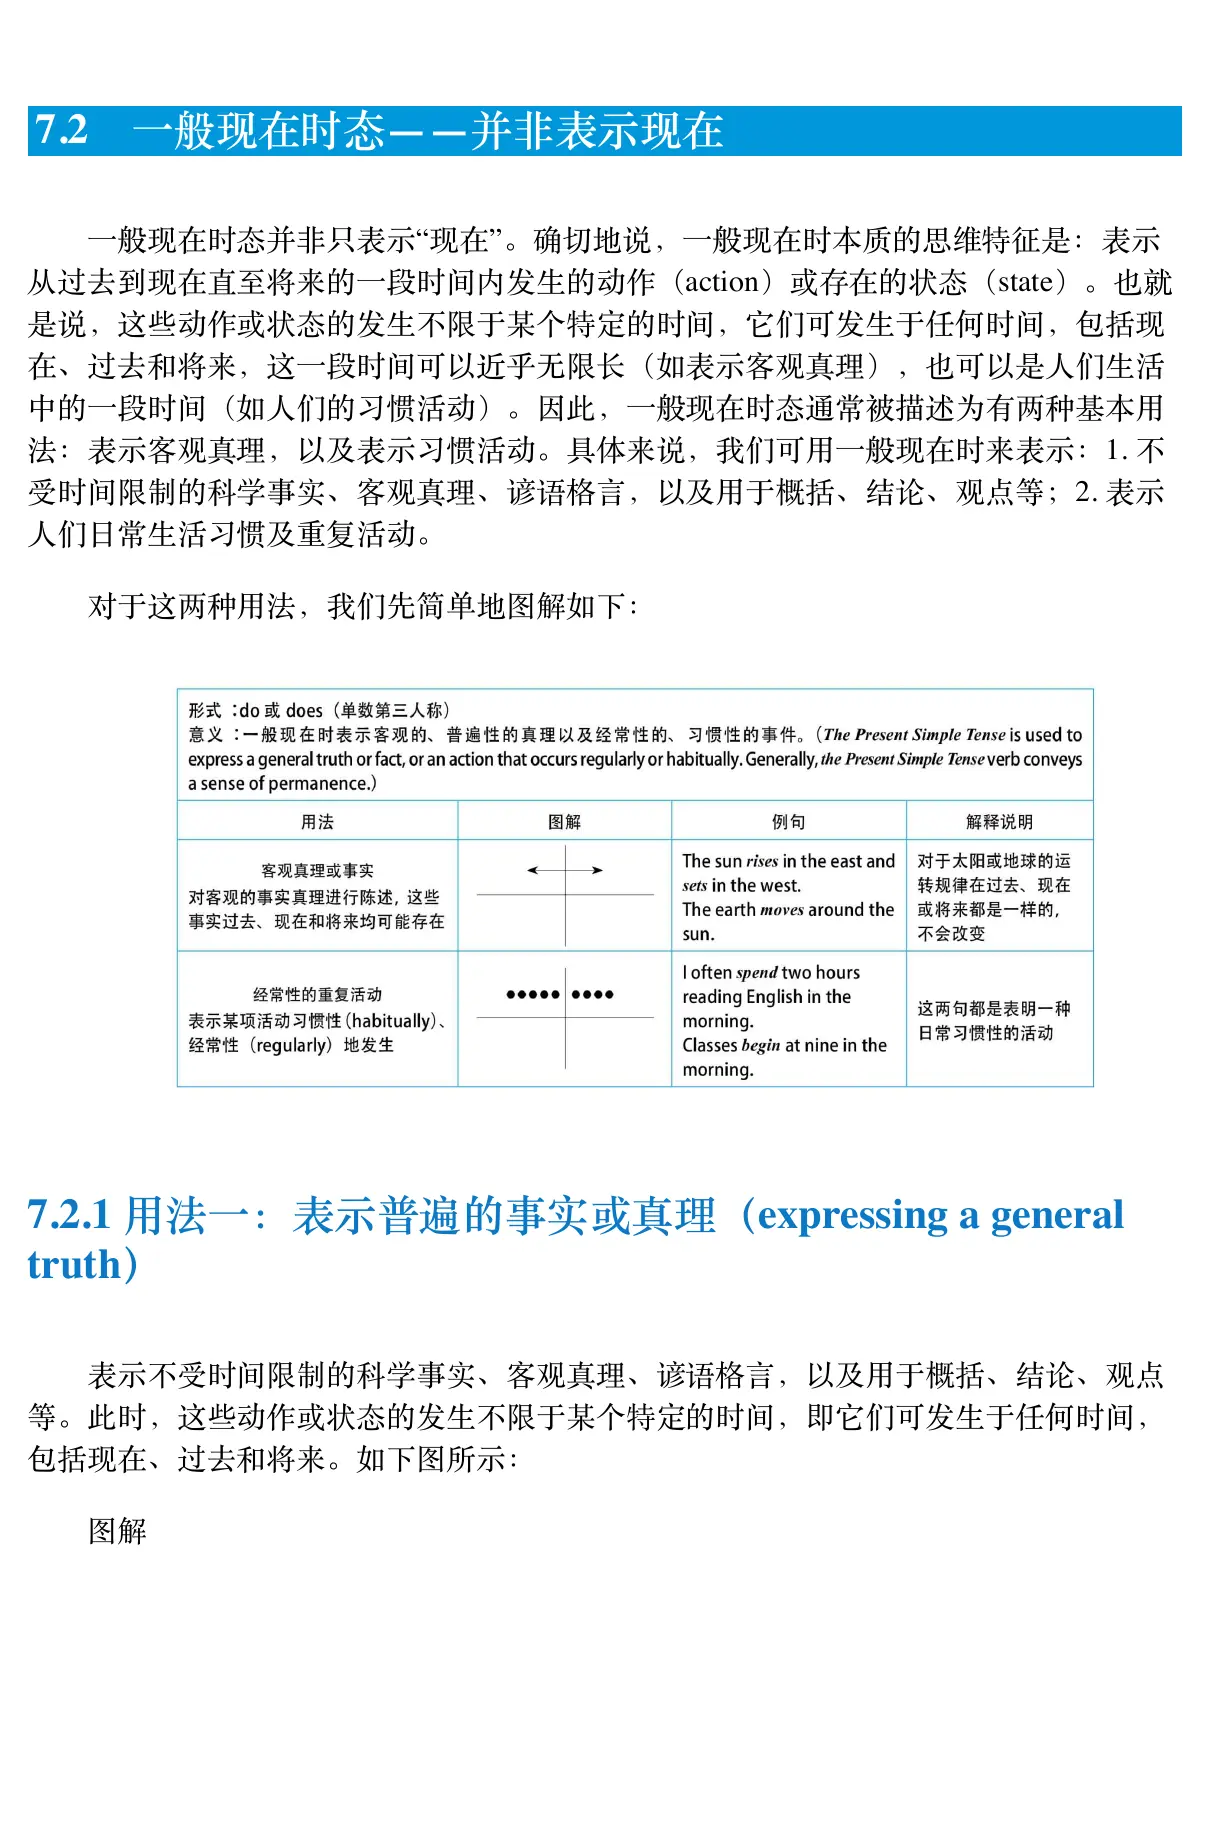 7.2 一般现在时态——并非表示现在
一般现在时态并非只表示“现在”。确切地说，一般现在时本质的思维特征是：表示
从过去到现在直至将来的一段时间内发生的动作（action）或存在的状态（state）。也就
是说，这些动作或状态的发生不限于某个特定的时间，它们可发生于任何时间，包括现
在、过去和将来，这一段时间可以近乎无限长（如表示客观真理），也可以是人们生活
中的一段时间（如人们的习惯活动）。因此，一般现在时态通常被描述为有两种基本用
法：表示客观真理，以及表示习惯活动。具体来说，我们可用一般现在时来表示：1. 不
受时间限制的科学事实、客观真理、谚语格言，以及用于概括、结论、观点等；2. 表示
人们日常生活习惯及重复活动。
对于这两种用法，我们先简单地图解如下：
形式：do 或 does（单数第三人称）
意义：一般现在时表示客观的、普遍性的真理以及经常性的、习惯性的事件。（The Present Simple Tense is used to
express a general truth or fact, or an action that occurs regularly or habitually. Generally, the Present Simple Tense verb conveys
a sense of permanence.）
用法 图解 例句 解释说明
客观真理或事实
对客观的事实真理进行陈述，这些
事实过去、现在和将来均可能存在
The sun rises in the east and
sets in the west.
The earth moves around the
sun.
对于太阳或地球的运
转规律在过去、现在
或将来都是一样的，
不会改变
经常性的重复活动
表示某项活动习惯性（habitually）、
经常性（regularly）地发生
I often spend two hours
reading English in the
morning.
Classes begin at nine in the
morning.
这两句都是表明一种
日常习惯性的活动
7.2.1 用法一：表示普遍的事实或真理（expressing a general
truth）
表示不受时间限制的科学事实、客观真理、谚语格言，以及用于概括、结论、观点
等。此时，这些动作或状态的发生不限于某个特定的时间，即它们可发生于任何时间，
包括现在、过去和将来。如下图所示：
图解